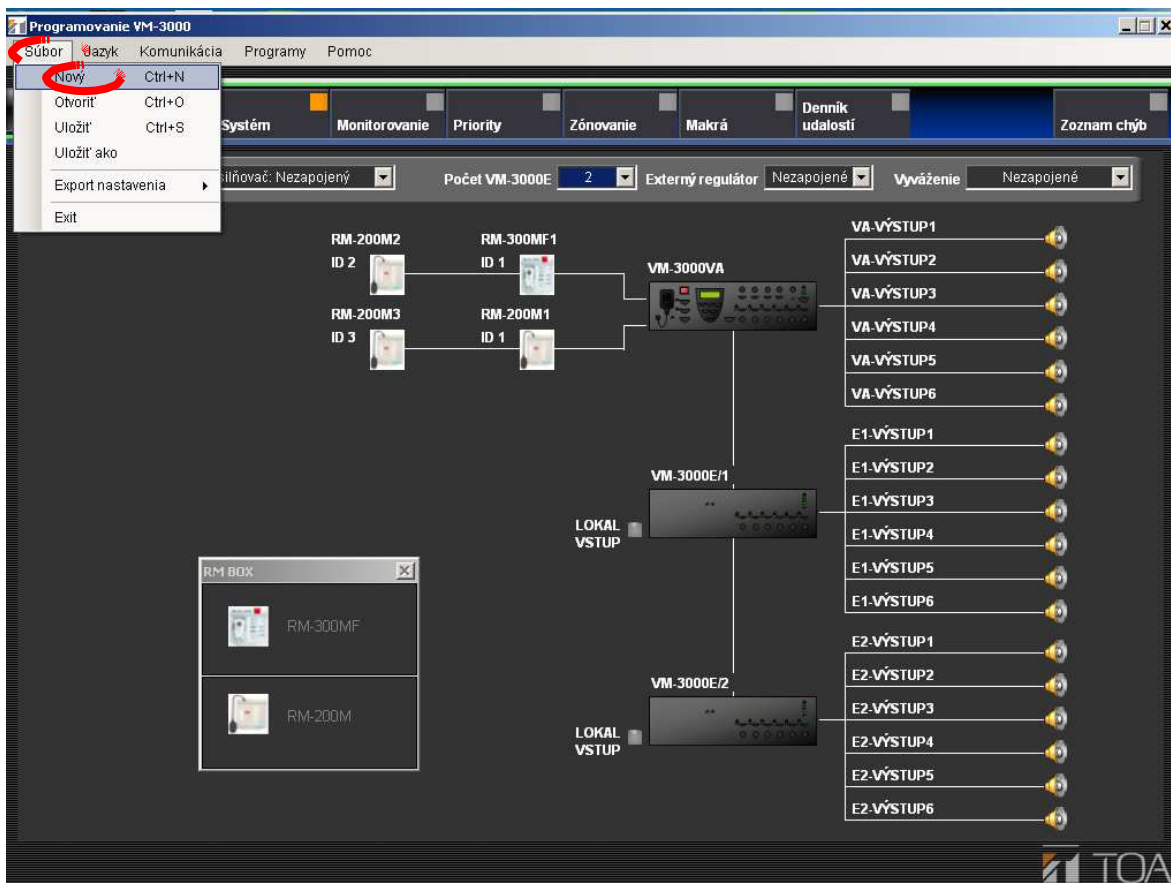 Programovanie VM-3000
Súbor Jazyk Komunikácia Programy Pomoc
Nový Ctrl+N
Otvoriť Ctrl+O
Uložiť Ctrl+S
Uložiť ako
Export nastavenia
Exit
Systém Monitorovanie Priority Zónovanie Makrá Denník udalostí Zoznam chýb
Nezapojený Počet VM-3000E 2 Externý regulátor Nezapojené Vyváženie Nezapojené
RM-200M2
ID 2
RM-300MF1
ID 1
RM-200M3
ID 3
RM-200M1
ID 1
VM-3000VA
VA-VÝSTUP1
VA-VÝSTUP2
VA-VÝSTUP3
VA-VÝSTUP4
VA-VÝSTUP5
VA-VÝSTUP6
VM-3000E/1
LOKAL
VSTUP
E1-VÝSTUP1
E1-VÝSTUP2
E1-VÝSTUP3
E1-VÝSTUP4
E1-VÝSTUP5
E1-VÝSTUP6
RM BOX
RM-300MF
RM-200M
VM-3000E/2
LOKAL
VSTUP
E2-VÝSTUP1
E2-VÝSTUP2
E2-VÝSTUP3
E2-VÝSTUP4
E2-VÝSTUP5
E2-VÝSTUP6
TOA